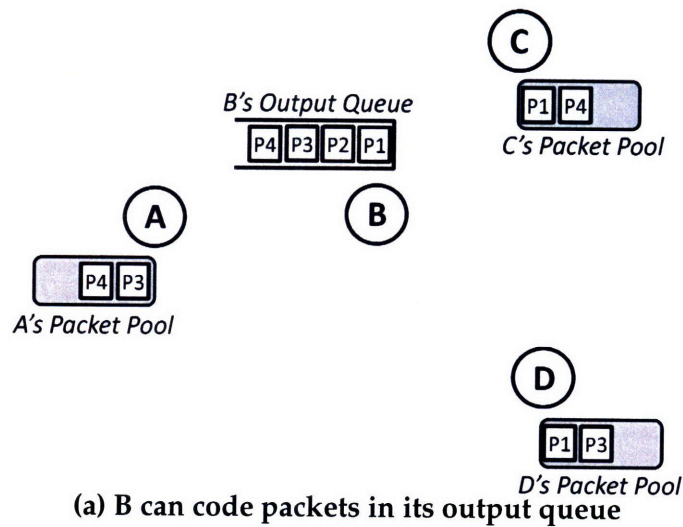 C
P1 P4
C's Packet Pool
B's Output Queue
P4 P3 P2 P1
A
B
P4 P3
A's Packet Pool
D
P1 P3
D's Packet Pool
(a) B can code packets in its output queue